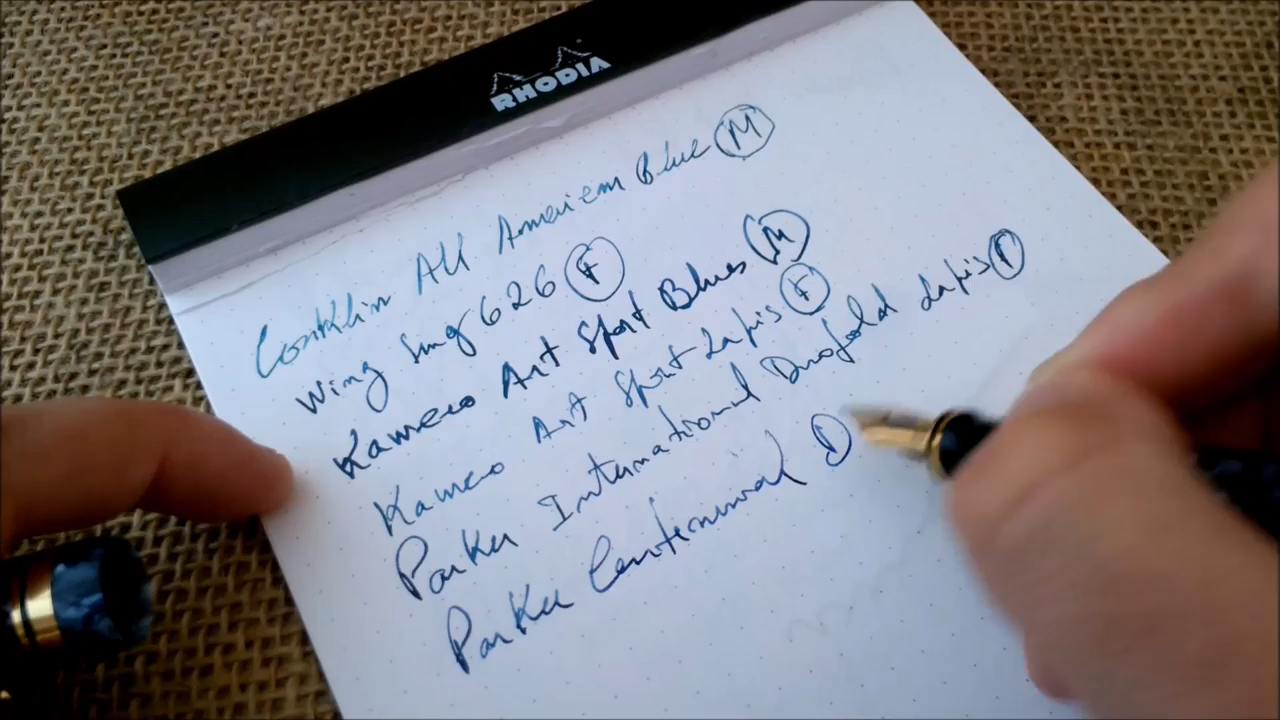 RHODIA
Conklin All American Blue M
Wing Sung 626 F
Kaweco Art Sport Blues M
Kaweco Art Sport Lapis F
Parker International Duofold Lapis F
Parker Centennial D